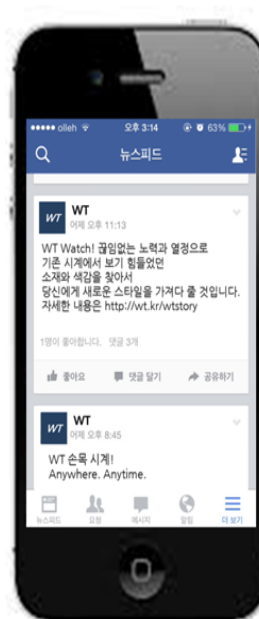 olleh 오후 3:14 63%
뉴스피드
WT
WT
어제 오후 11:13
WT Watch! 끊임없는 노력과 열정으로
기존 시계에서 보기 힘들었던
소재와 색감을 찾아서
당신에게 새로운 스타일을 가져다 줄 것입니다.
자세한 내용은 http://wt.kr/wtstory
1명이 좋아합니다. 댓글 3개
좋아요 댓글 달기 공유하기
WT
WT
어제 오후 8:45
WT 손목 시계!
Anywhere. Anytime.
뉴스피드 요청 메시지 알림 더 보기